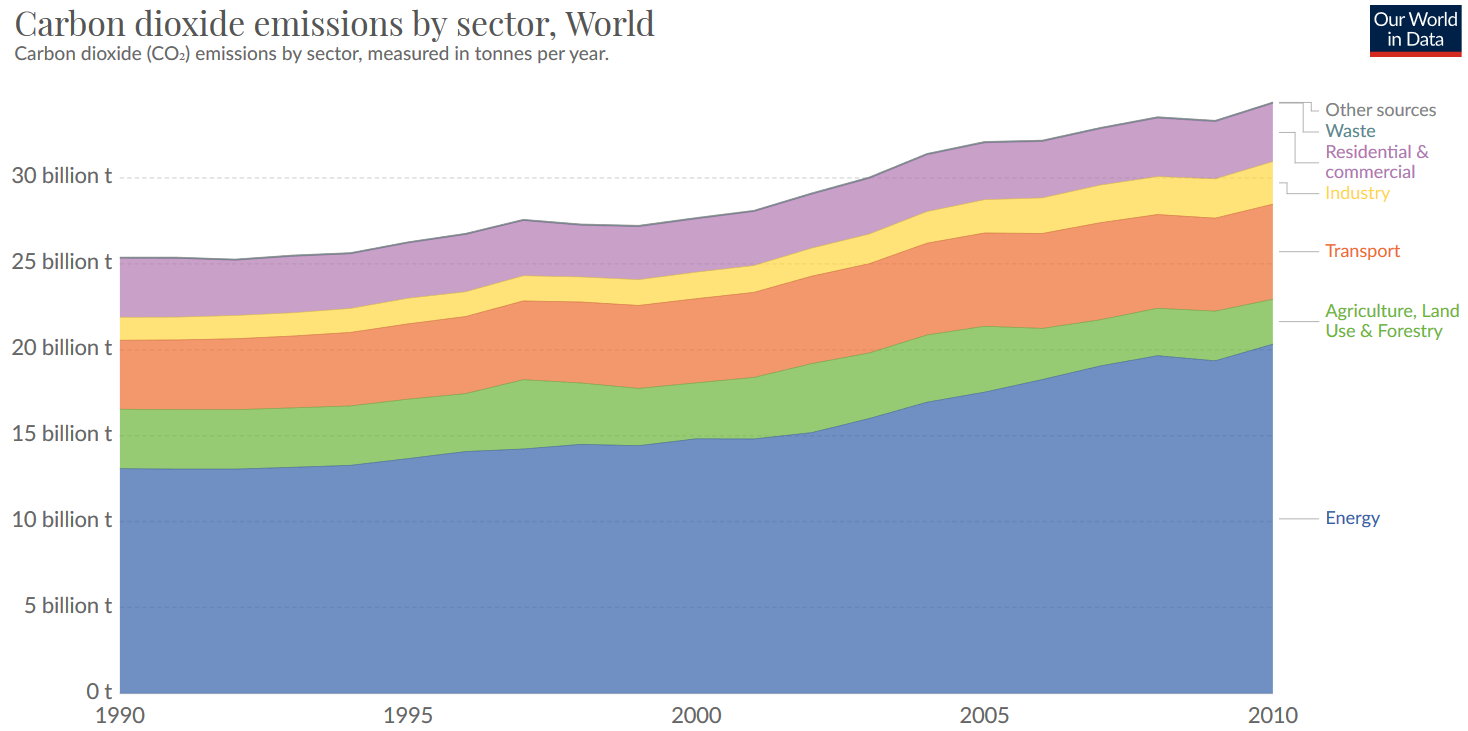 Carbon dioxide emissions by sector, World
Carbon dioxide (CO₂) emissions by sector, measured in tonnes per year.
Our World
in Data
30 billion t
25 billion t
20 billion t
15 billion t
10 billion t
5 billion t
0 t
1990
1995
2000
2005
2010
Other sources
Waste
Residential &
commercial
Industry
Transport
Agriculture, Land
Use & Forestry
Energy